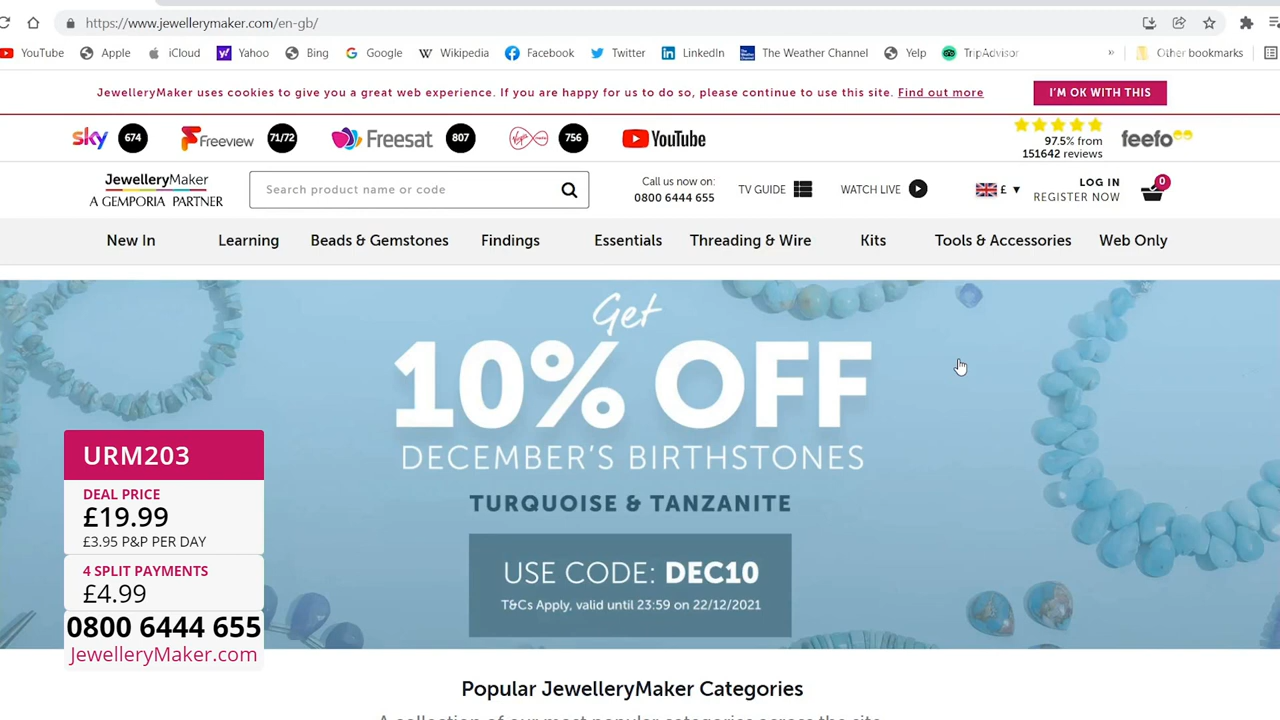 https://www.jewellerymaker.com/en-gb/
YouTube Apple iCloud Yahoo Bing Google Wikipedia Facebook Twitter LinkedIn The Weather Channel Yelp TripAdvisor » Other bookmarks
JewelleryMaker uses cookies to give you a great web experience. If you are happy for us to do so, please continue to use this site. Find out more
I'M OK WITH THIS
sky 674 Freeview 71/72 freesat 807 756 YouTube
97.5% from
151642 reviews
feefo
JewelleryMaker
A GEMPORIA PARTNER
Search product name or code
Call us now on:
0800 6444 655
TV GUIDE
WATCH LIVE
£
LOG IN
REGISTER NOW
0
New In Learning Beads & Gemstones Findings Essentials Threading & Wire Kits Tools & Accessories Web Only
Get
10% OFF
DECEMBER'S BIRTHSTONES
TURQUOISE & TANZANITE
USE CODE: DEC10
T&Cs Apply, valid until 23:59 on 22/12/2021
URM203
DEAL PRICE
£19.99
£3.95 P&P PER DAY
4 SPLIT PAYMENTS
£4.99
0800 6444 655
JewelleryMaker.com
Popular JewelleryMaker Categories
A collection of our most popular categories across the site